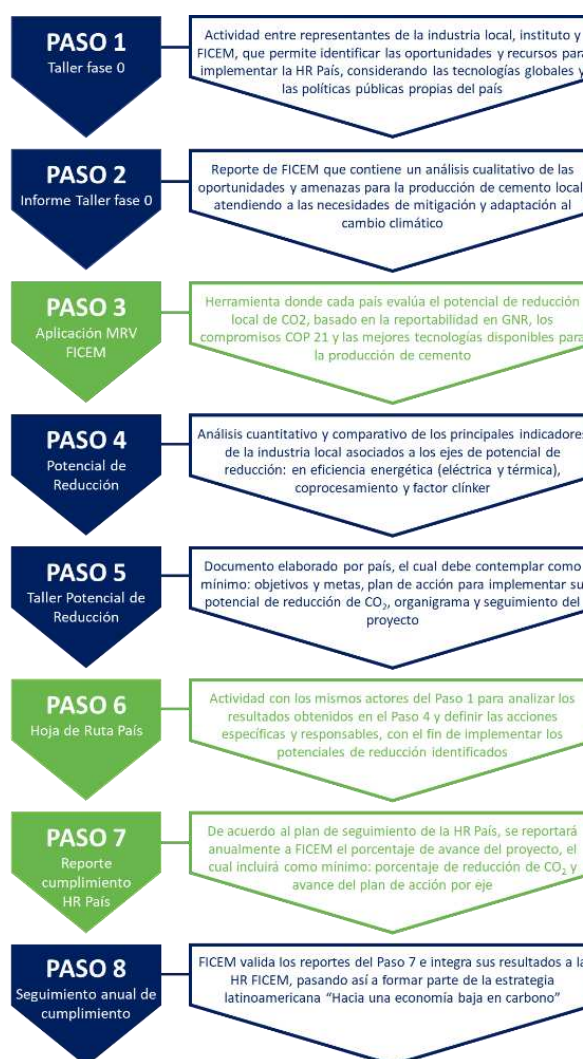 PASO 1
Taller fase 0
Actividad entre representantes de la industria local, instituto y
FICEM, que permite identificar las oportunidades y recursos para
implementar la HR País, considerando las tecnologías globales y
las políticas públicas propias del país
PASO 2
Informe Taller fase 0
Reporte de FICEM que contiene un análisis cualitativo de las
oportunidades y amenazas para la producción de cemento local
atendiendo a las necesidades de mitigación y adaptación al
cambio climático
PASO 3
Aplicación MRV
FICEM
Herramienta donde cada país evalúa el potencial de reducción
local de CO2, basado en la reportabilidad en GNR, los
compromisos COP 21 y las mejores tecnologías disponibles para
la producción de cemento
PASO 4
Potencial de
Reducción
Análisis cuantitativo y comparativo de los principales indicadores
de la industria local asociados a los ejes de potencial de
reducción: en eficiencia energética (eléctrica y térmica),
coprocesamiento y factor clínker
PASO 5
Taller Potencial de
Reducción
Documento elaborado por país, el cual debe contemplar como
mínimo: objetivos y metas, plan de acción para implementar su
potencial de reducción de CO₂, organigrama y seguimiento del
proyecto
PASO 6
Hoja de Ruta País
Actividad con los mismos actores del Paso 1 para analizar los
resultados obtenidos en el Paso 4 y definir las acciones
específicas y responsables, con el fin de implementar los
potenciales de reducción identificados
PASO 7
Reporte
cumplimiento
HR País
De acuerdo al plan de seguimiento de la HR País, se reportará
anualmente a FICEM el porcentaje de avance del proyecto, el
cual incluirá como mínimo: porcentaje de reducción de CO₂ y
avance del plan de acción por eje
PASO 8
Seguimiento anual de
cumplimiento
FICEM valida los reportes del Paso 7 e integra sus resultados a la
HR FICEM, pasando así a formar parte de la estrategia
latinoamericana “Hacia una economía baja en carbono”